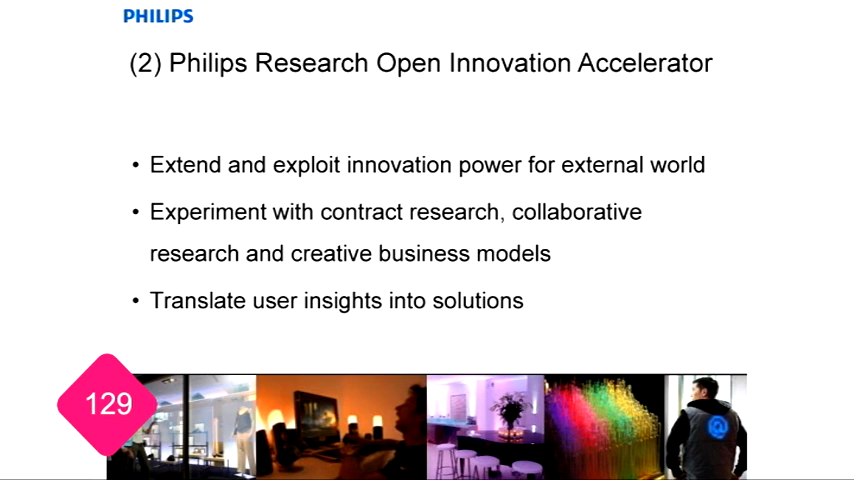 PHILIPS
(2) Philips Research Open Innovation Accelerator
• Extend and exploit innovation power for external world
• Experiment with contract research, collaborative
research and creative business models
• Translate user insights into solutions
129
@